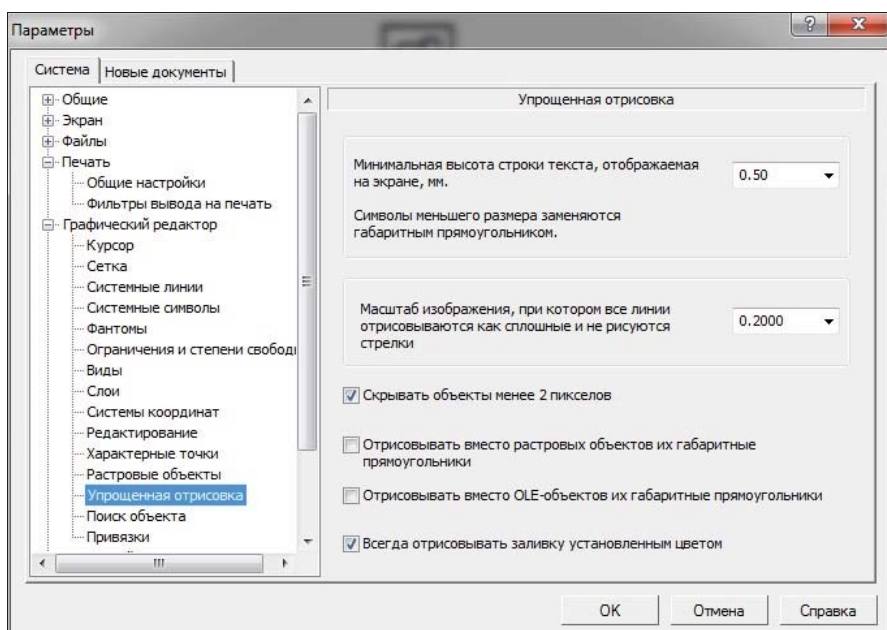 Параметры
Система
Новые документы
Общие
Экран
Файлы
Печать
Общие настройки
Фильтры вывода на печать
Графический редактор
Курсор
Сетка
Системные линии
Системные символы
Фантомы
Ограничения и степени свободы
Виды
Слои
Системы координат
Редактирование
Характерные точки
Растровые объекты
Упрощенная отрисовка
Поиск объекта
Привязки
Упрощенная отрисовка
Минимальная высота строки текста, отображаемая
на экране, мм.
0.50
Символы меньшего размера заменяются
габаритным прямоугольником.
Масштаб изображения, при котором все линии
отрисовываются как сплошные и не рисуются
стрелки
0.2000
Скрывать объекты менее 2 пикселов
Отрисовывать вместо растровых объектов их габаритные
прямоугольники
Отрисовывать вместо OLE-объектов их габаритные прямоугольники
Всегда отрисовывать заливку установленным цветом
OK
Отмена
Справка